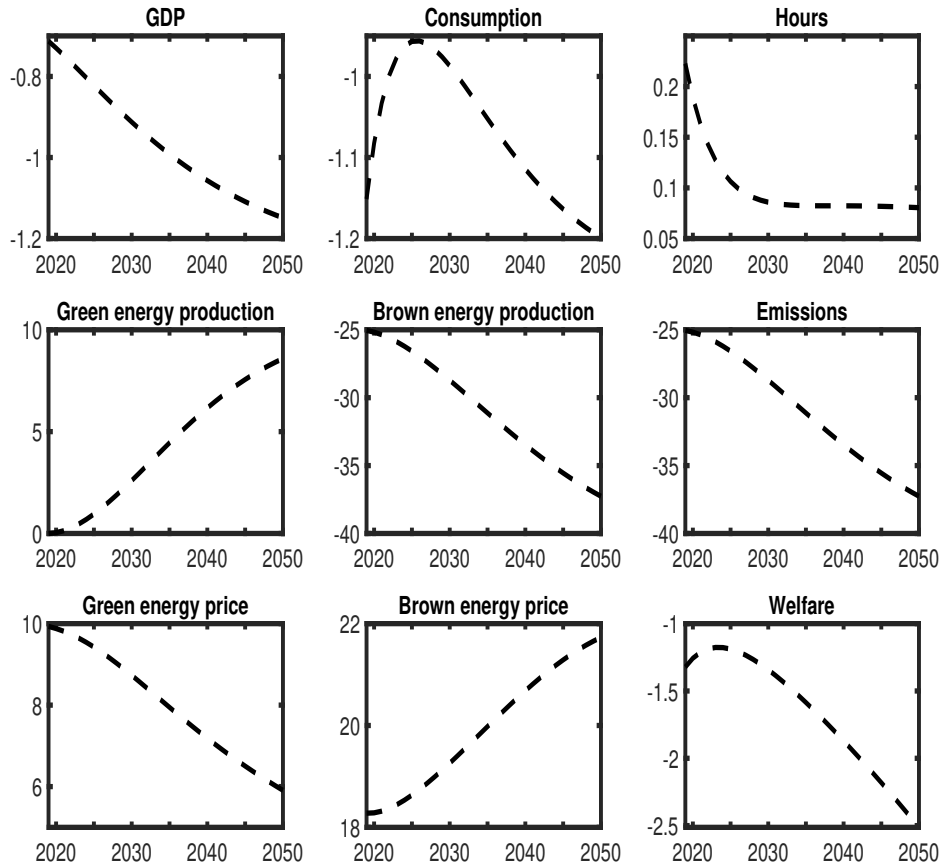 GDP
Consumption
Hours
-0.8
-1
-1.2
2020 2030 2040 2050
-1
-1.1
-1.2
2020 2030 2040 2050
0.2
0.15
0.1
0.05
2020 2030 2040 2050
Green energy production
Brown energy production
Emissions
10
5
0
2020 2030 2040 2050
-25
-30
-35
-40
2020 2030 2040 2050
-25
-30
-35
-40
2020 2030 2040 2050
Green energy price
Brown energy price
Welfare
10
8
6
2020 2030 2040 2050
22
20
18
2020 2030 2040 2050
-1
-1.5
-2
-2.5
2020 2030 2040 2050